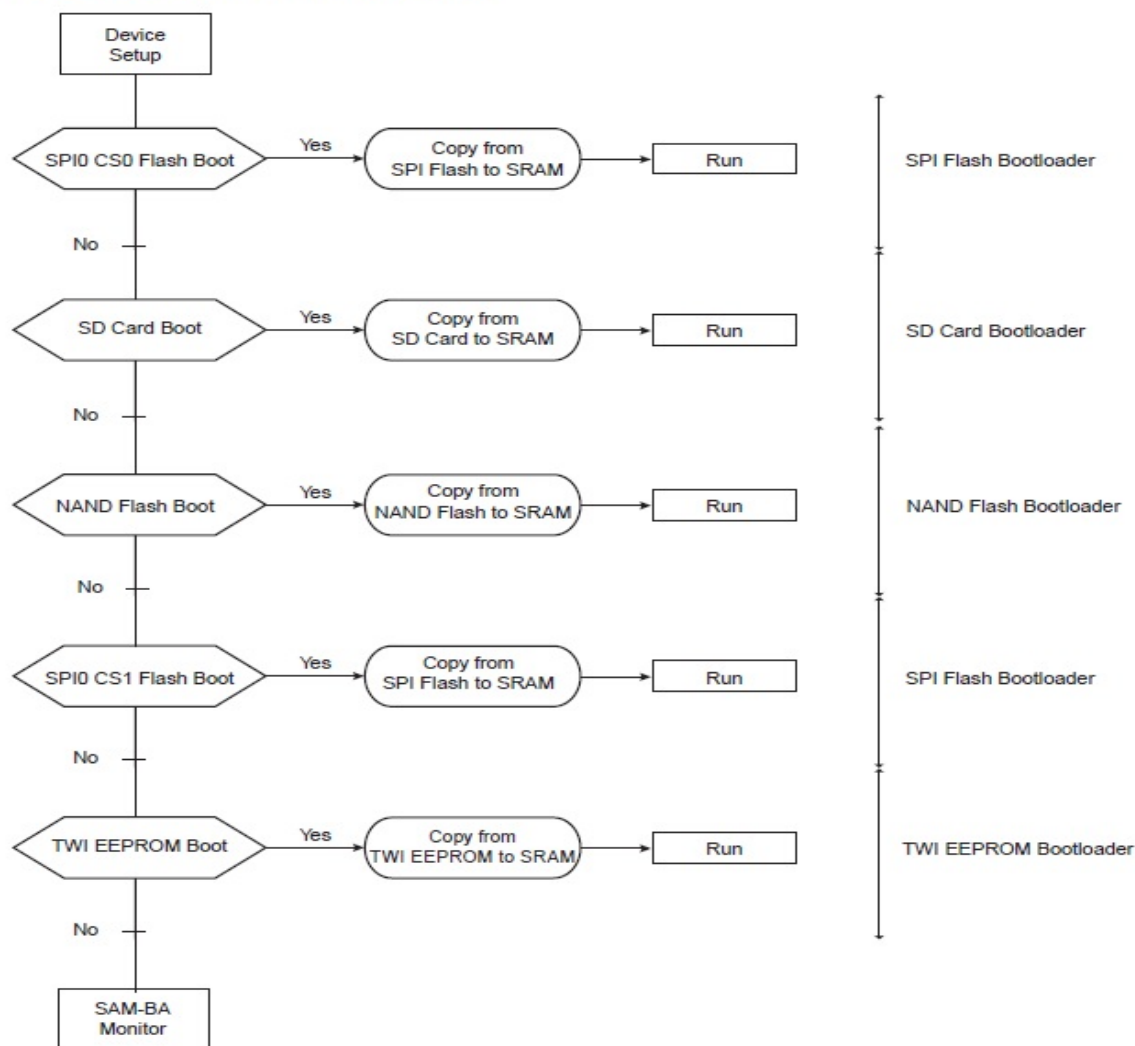 Device
Setup
SPI0 CS0 Flash Boot
Yes
Copy from
SPI Flash to SRAM
Run
SPI Flash Bootloader
No
SD Card Boot
Yes
Copy from
SD Card to SRAM
Run
SD Card Bootloader
No
NAND Flash Boot
Yes
Copy from
NAND Flash to SRAM
Run
NAND Flash Bootloader
No
SPI0 CS1 Flash Boot
Yes
Copy from
SPI Flash to SRAM
Run
SPI Flash Bootloader
No
TWI EEPROM Boot
Yes
Copy from
TWI EEPROM to SRAM
Run
TWI EEPROM Bootloader
No
SAM-BA
Monitor